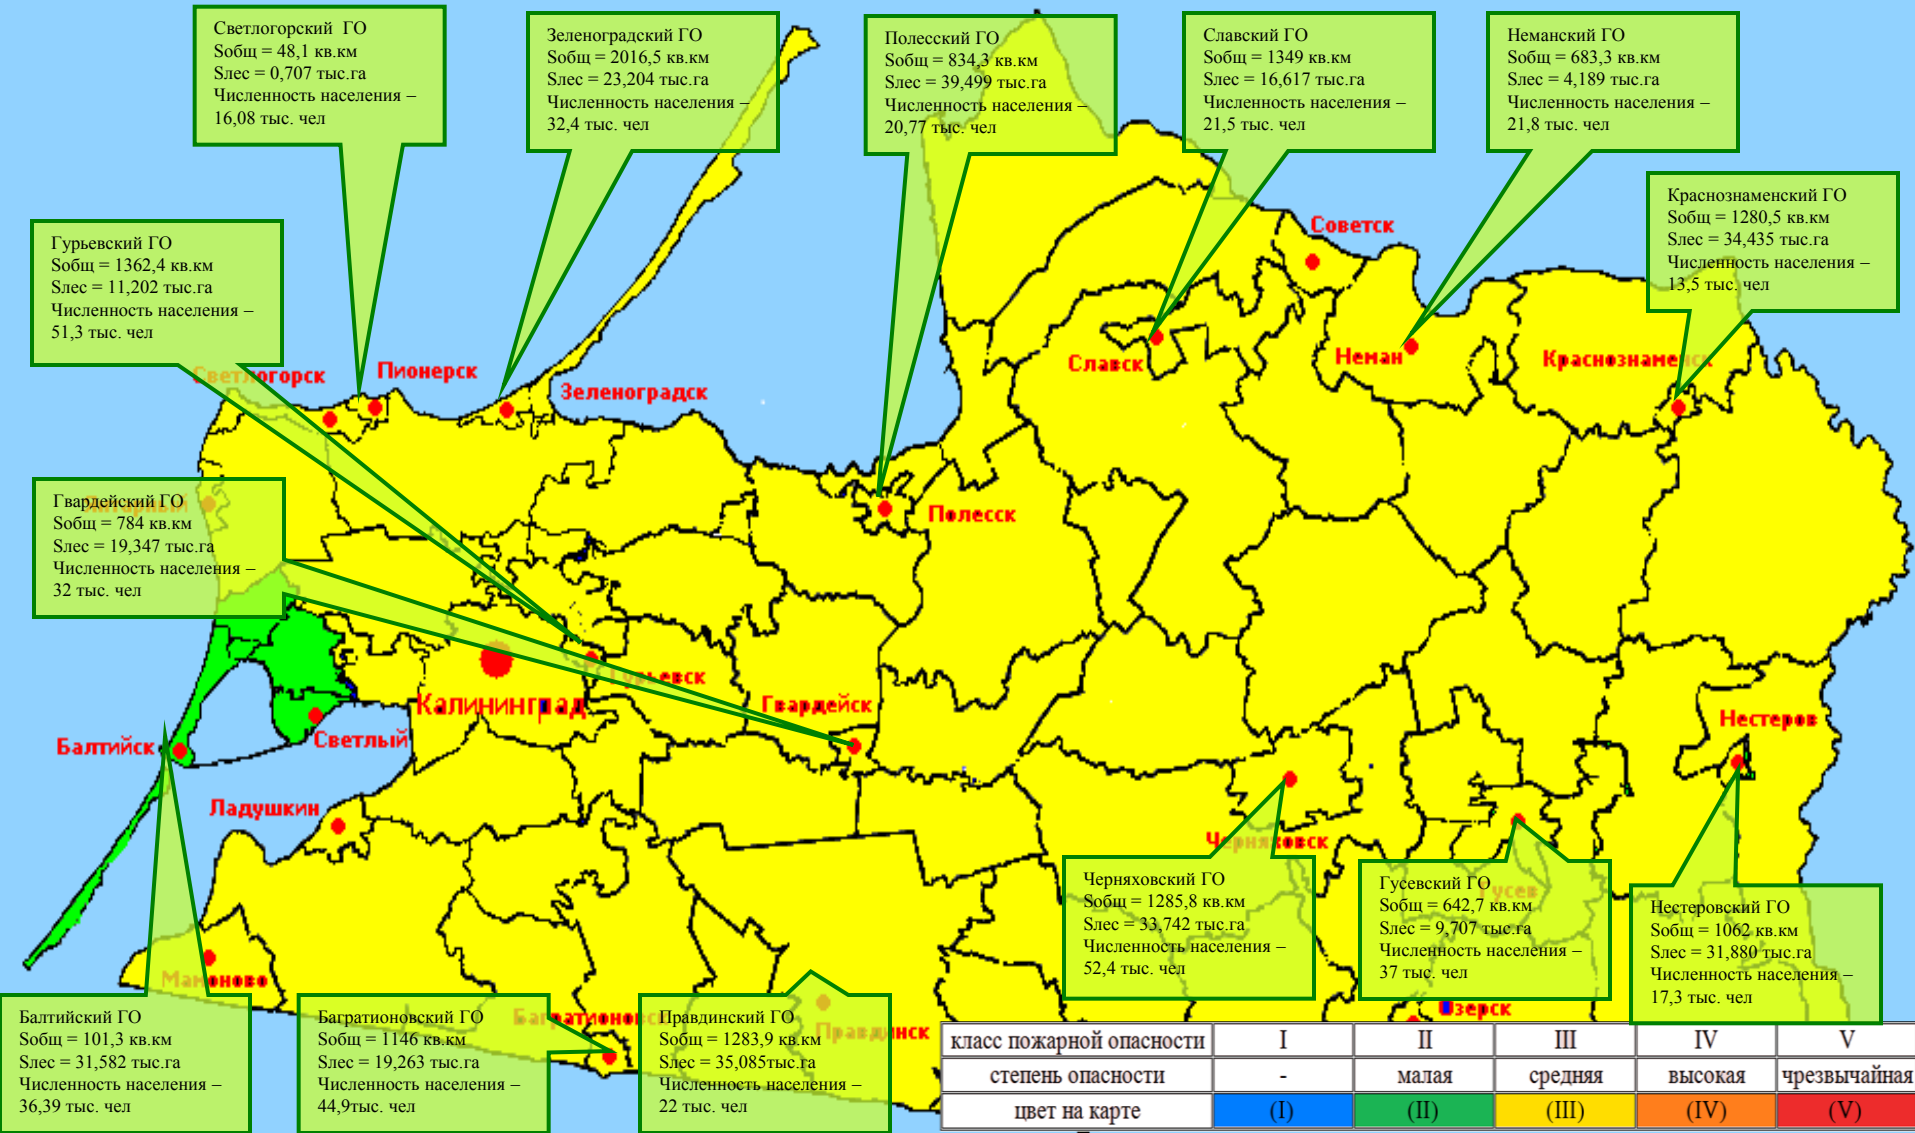 Светлогорский ГО
Sобщ = 48,1 кв.км
Sлес = 0,707 тыс.га
Численность населения –
16,08 тыс. чел
Зеленоградский ГО
Sобщ = 2016,5 кв.км
Sлес = 23,204 тыс.га
Численность населения –
32,4 тыс. чел
Полесский ГО
Sобщ = 834,3 кв.км
Sлес = 39,499 тыс.га
Численность населения –
20,77 тыс. чел
Славский ГО
Sобщ = 1349 кв.км
Sлес = 16,617 тыс.га
Численность населения –
21,5 тыс. чел
Неманский ГО
Sобщ = 683,3 кв.км
Sлес = 4,189 тыс.га
Численность населения –
21,8 тыс. чел
Краснознаменский ГО
Sобщ = 1280,5 кв.км
Sлес = 34,435 тыс.га
Численность населения –
13,5 тыс. чел
Гурьевский ГО
Sобщ = 1362,4 кв.км
Sлес = 11,202 тыс.га
Численность населения –
51,3 тыс. чел
Советск
Славск
Неман
Краснознаменск
Светлогорск
Пионерск
Зеленоградск
Гвардейский ГО
Sобщ = 784 кв.км
Sлес = 19,347 тыс.га
Численность населения –
32 тыс. чел
Янтарный
Полесск
Гурьевск
Калининград
Гвардейск
Нестеров
Балтийск
Светлый
Ладушкин
Черняховск
Гусев
Мамоново
Багратионовск
Правдинск
Озерск
Черняховский ГО
Sобщ = 1285,8 кв.км
Sлес = 33,742 тыс.га
Численность населения –
52,4 тыс. чел
Гусевский ГО
Sобщ = 642,7 кв.км
Sлес = 9,707 тыс.га
Численность населения –
37 тыс. чел
Нестеровский ГО
Sобщ = 1062 кв.км
Sлес = 31,880 тыс.га
Численность населения –
17,3 тыс. чел
Балтийский ГО
Sобщ = 101,3 кв.км
Sлес = 31,582 тыс.га
Численность населения –
36,39 тыс. чел
Багратионовский ГО
Sобщ = 1146 кв.км
Sлес = 19,263 тыс.га
Численность населения –
44,9тыс. чел
Правдинский ГО
Sобщ = 1283,9 кв.км
Sлес = 35,085тыс.га
Численность населения –
22 тыс. чел
класс пожарной опасности I II III IV V
степень опасности - малая средняя высокая чрезвычайная
цвет на карте (I) (II) (III) (IV) (V)